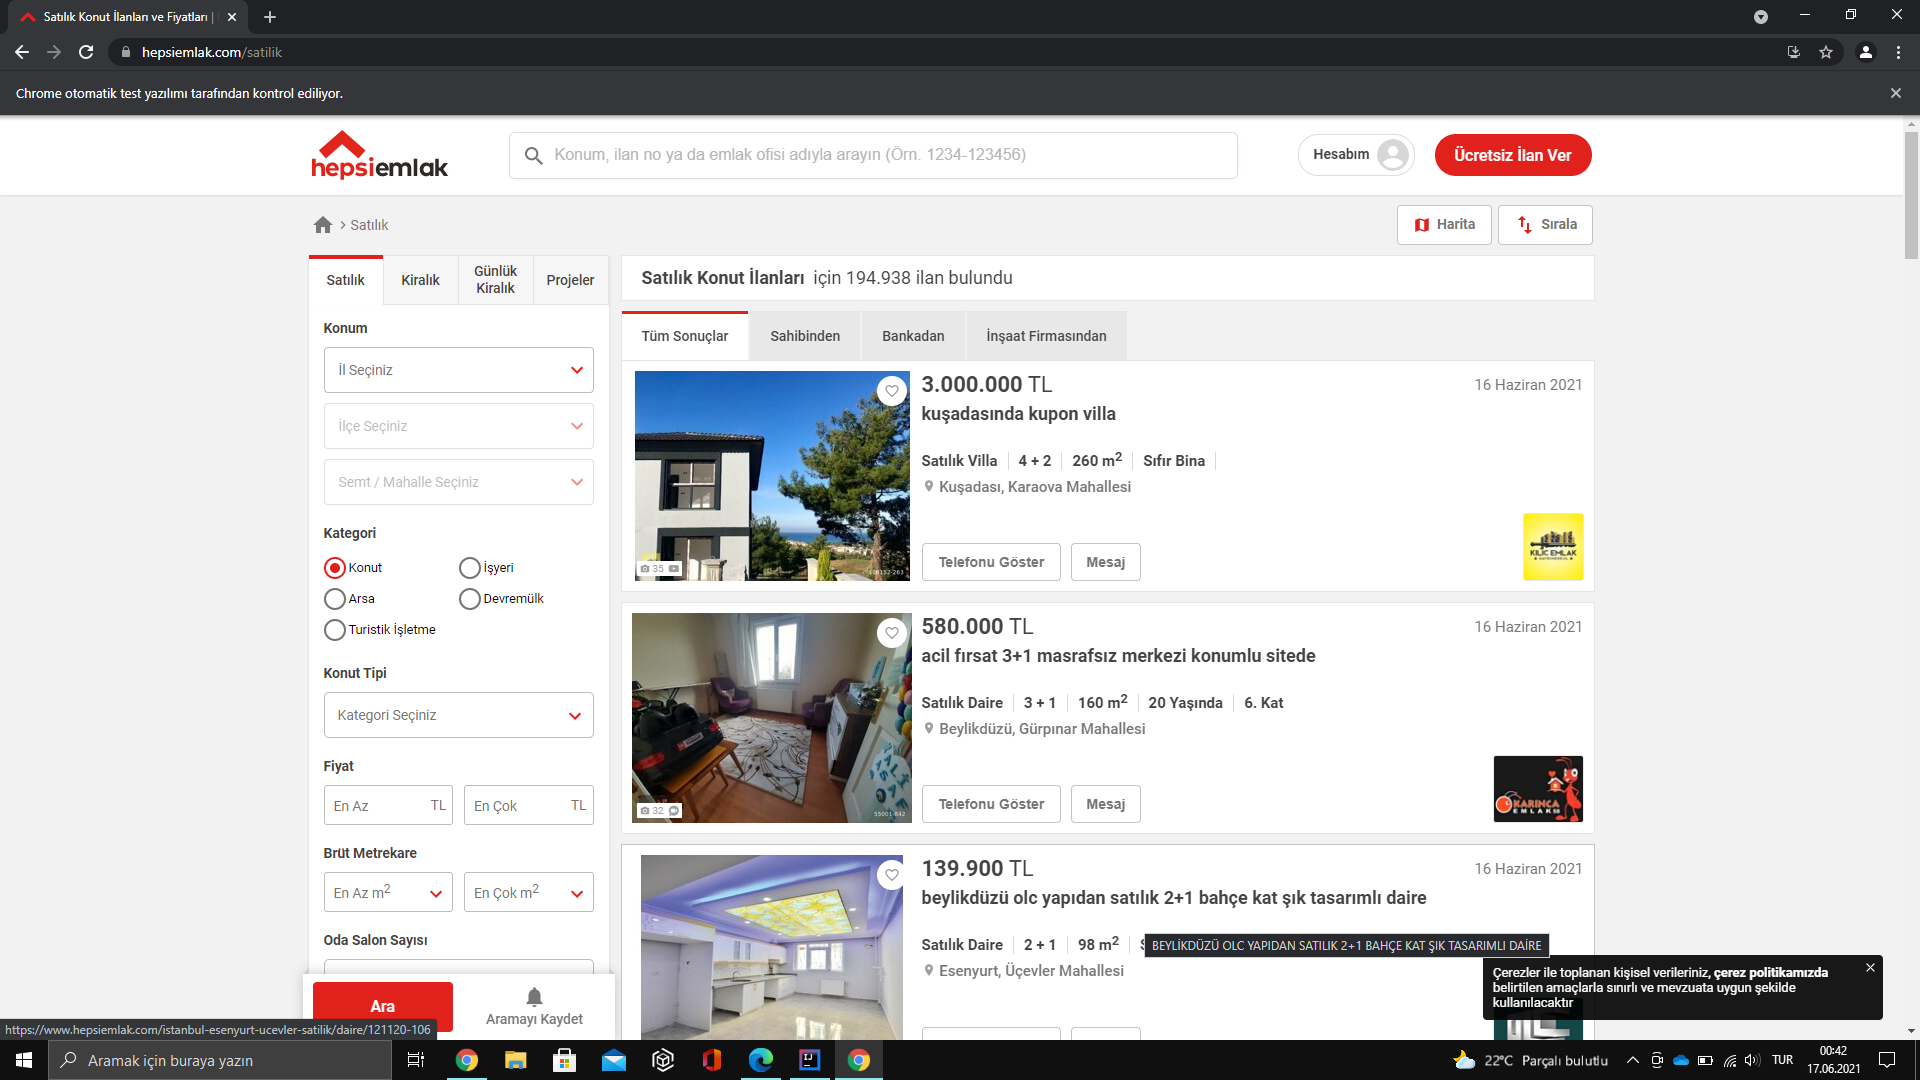 Satılık Konut İlanları ve Fiyatları |
hepsiemlak.com/satilik
Chrome otomatik test yazılımı tarafından kontrol ediliyor.
hepsiemlak
Konum, ilan no ya da emlak ofisi adıyla arayın (Örn. 1234-123456)
Hesabım
Ücretsiz İlan Ver
> Satılık
Harita
Sırala
Satılık
Kiralık
Günlük
Kiralık
Projeler
Konum
İl Seçiniz
İlçe Seçiniz
Semt / Mahalle Seçiniz
Kategori
Konut
İşyeri
Arsa
Devremülk
Turistik İşletme
Konut Tipi
Kategori Seçiniz
Fiyat
En Az TL
En Çok TL
Brüt Metrekare
En Az m²
En Çok m²
Oda Salon Sayısı
Ara
Aramayı Kaydet
Satılık Konut İlanları için 194.938 ilan bulundu
Tüm Sonuçlar
Sahibinden
Bankadan
İnşaat Firmasından
3.000.000 TL
16 Haziran 2021
kuşadasında kupon villa
Satılık Villa 4 + 2 260 m² Sıfır Bina
Kuşadası, Karaova Mahallesi
Telefonu Göster
Mesaj
35
KILIÇ EMLAK
580.000 TL
16 Haziran 2021
acil fırsat 3+1 masrafsız merkezi konumlu sitede
Satılık Daire 3 + 1 160 m² 20 Yaşında 6. Kat
Beylikdüzü, Gürpınar Mahallesi
Telefonu Göster
Mesaj
32
55001-842
KARINCA
EMLAK
139.900 TL
16 Haziran 2021
beylikdüzü olc yapıdan satılık 2+1 bahçe kat şık tasarımlı daire
Satılık Daire 2 + 1 98 m² S
BEYLİKDÜZÜ OLC YAPIDAN SATILIK 2+1 BAHÇE KAT ŞIK TASARIMLI DAİRE
Esenyurt, Üçevler Mahallesi
Çerezler ile toplanan kişisel verileriniz, çerez politikamızda
belirtilen amaçlarla sınırlı ve mevzuata uygun şekilde
kullanılacaktır
https://www.hepsiemlak.com/istanbul-esenyurt-ucevler-satilik/daire/121120-106
Aramak için buraya yazın
22°C Parçalı bulutlu
TUR
00:42
17.06.2021